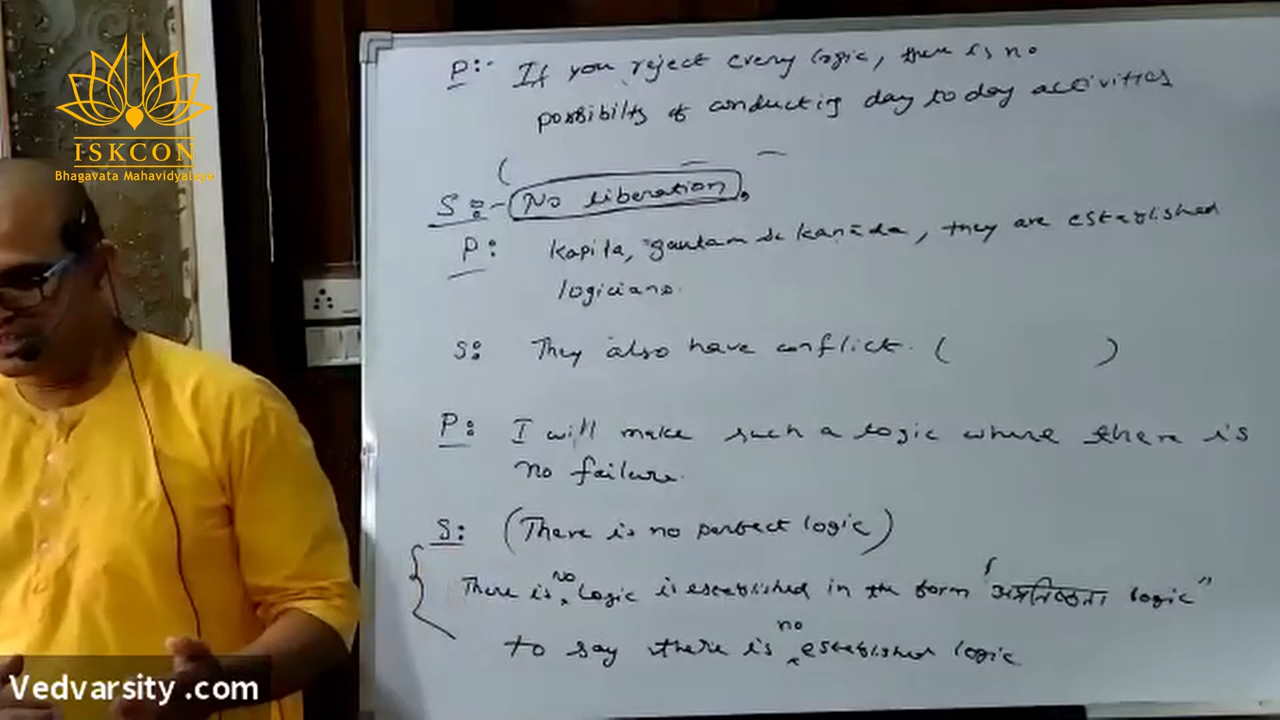 ISKCON
Bhagavata Mahavidyalaya
P:- If you reject every logic, there is no
possibilty of conducting day to day activities
S:- No liberation.
P: Kapila, gautam & kanāda, they are established
logicians.
S: They also have conflict. ( )
P: I will make such a logic where there is
no failure.
S: (There is no perfect logic)
There is no logic is established in the form "अप्रतिष्ठित logic"
to say there is no established logic
Vedvarsity .com